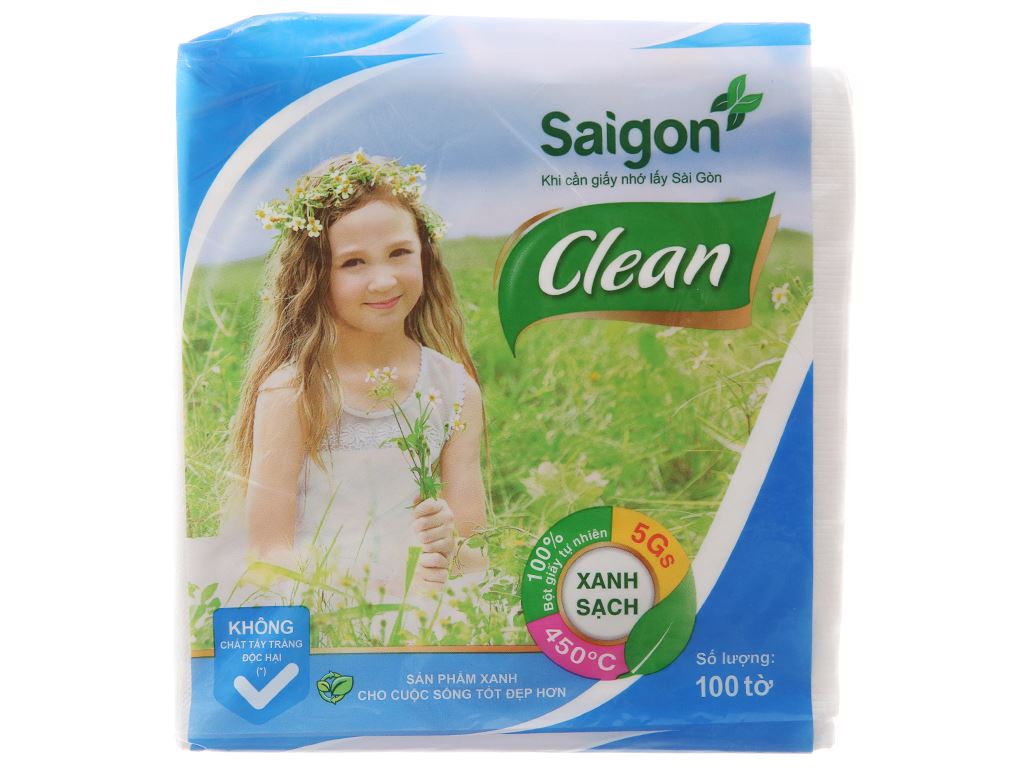 Saigon
Khi cần giấy nhớ lấy Sài Gòn
Clean
100%
Bột giấy tự nhiên
5Gs
XANH
SẠCH
450°C
KHÔNG
CHẤT TẨY TRẮNG
ĐỘC HẠI
(*)
SẢN PHẨM XANH
CHO CUỘC SỐNG TỐT ĐẸP HƠN
Số lượng:
100 tờ